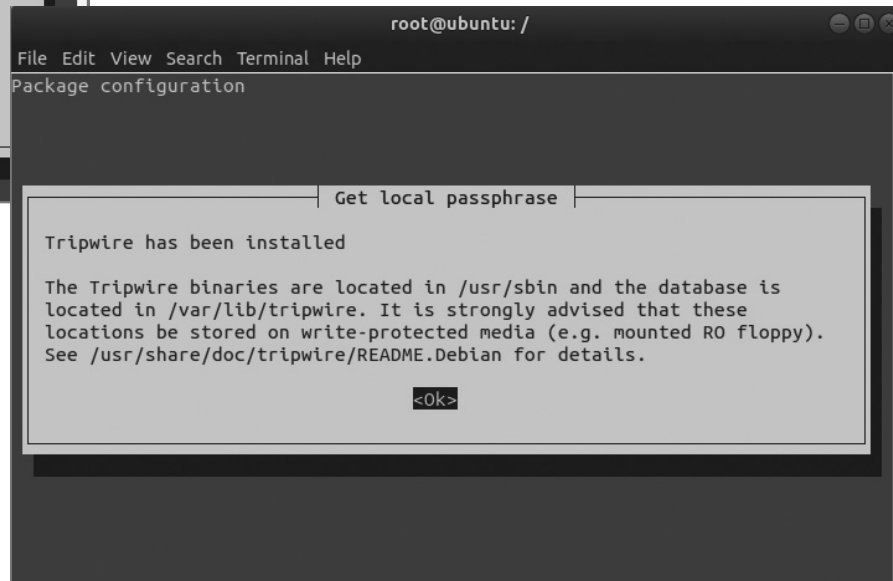 root@ubuntu: /
File Edit View Search Terminal Help
Package configuration
Get local passphrase
Tripwire has been installed
The Tripwire binaries are located in /usr/sbin and the database is
located in /var/lib/tripwire. It is strongly advised that these
locations be stored on write-protected media (e.g. mounted RO floppy).
See /usr/share/doc/tripwire/README.Debian for details.
<Ok>